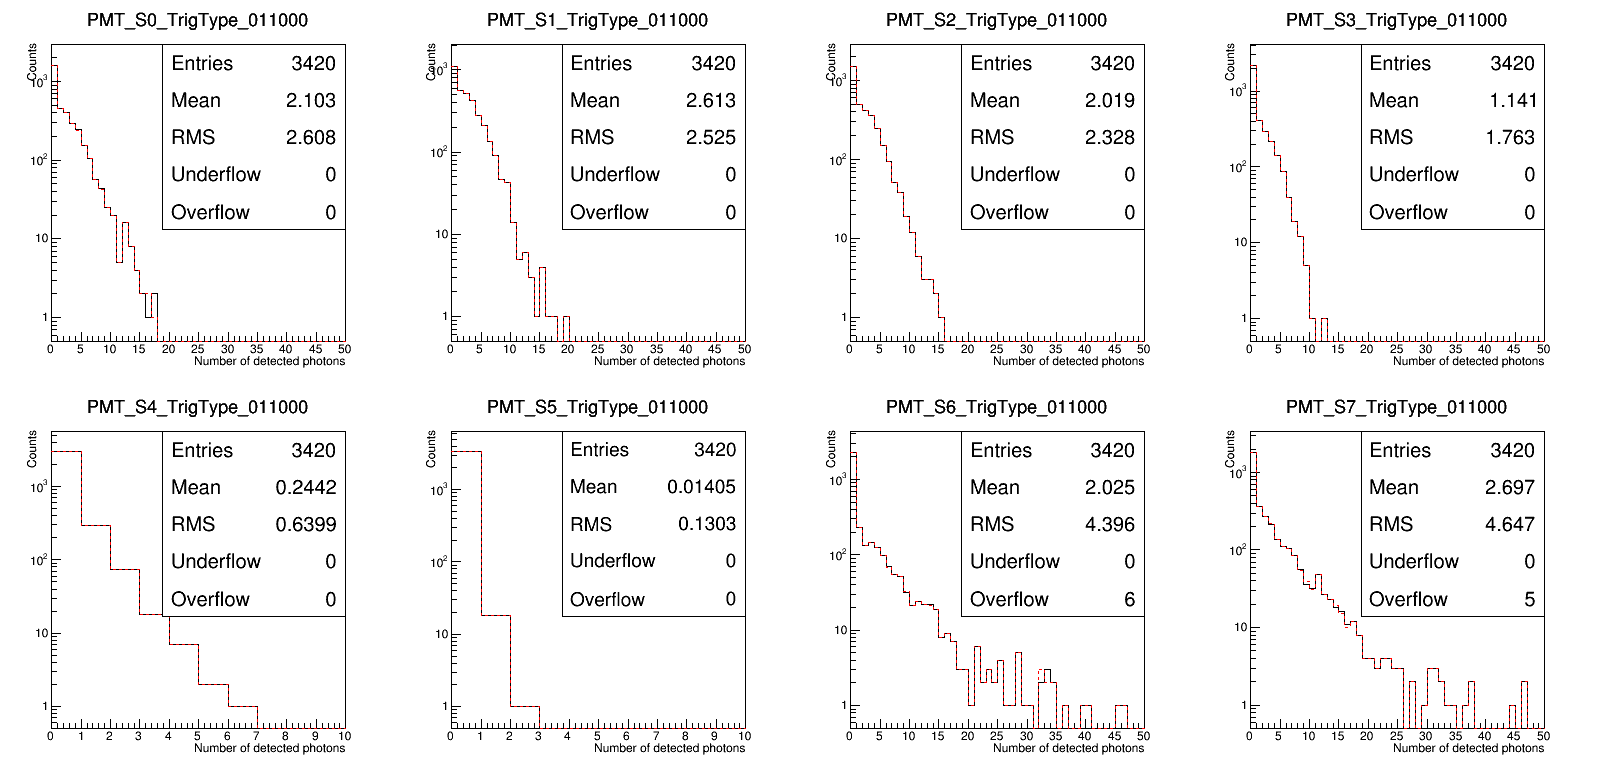 PMT_S0_TrigType_011000
Counts
Entries 3420
Mean 2.103
RMS 2.608
Underflow 0
Overflow 0
10³
10²
10
1
0 5 10 15 20 25 30 35 40 45 50
Number of detected photons
PMT_S1_TrigType_011000
Counts
Entries 3420
Mean 2.613
RMS 2.525
Underflow 0
Overflow 0
10³
10²
10
1
0 5 10 15 20 25 30 35 40 45 50
Number of detected photons
PMT_S2_TrigType_011000
Counts
Entries 3420
Mean 2.019
RMS 2.328
Underflow 0
Overflow 0
10³
10²
10
1
0 5 10 15 20 25 30 35 40 45 50
Number of detected photons
PMT_S3_TrigType_011000
Counts
Entries 3420
Mean 1.141
RMS 1.763
Underflow 0
Overflow 0
10³
10²
10
1
0 5 10 15 20 25 30 35 40 45 50
Number of detected photons
PMT_S4_TrigType_011000
Counts
Entries 3420
Mean 0.2442
RMS 0.6399
Underflow 0
Overflow 0
10³
10²
10
1
0 1 2 3 4 5 6 7 8 9 10
Number of detected photons
PMT_S5_TrigType_011000
Counts
Entries 3420
Mean 0.01405
RMS 0.1303
Underflow 0
Overflow 0
10³
10²
10
1
0 1 2 3 4 5 6 7 8 9 10
Number of detected photons
PMT_S6_TrigType_011000
Counts
Entries 3420
Mean 2.025
RMS 4.396
Underflow 0
Overflow 6
10³
10²
10
1
0 5 10 15 20 25 30 35 40 45 50
Number of detected photons
PMT_S7_TrigType_011000
Counts
Entries 3420
Mean 2.697
RMS 4.647
Underflow 0
Overflow 5
10³
10²
10
1
0 5 10 15 20 25 30 35 40 45 50
Number of detected photons